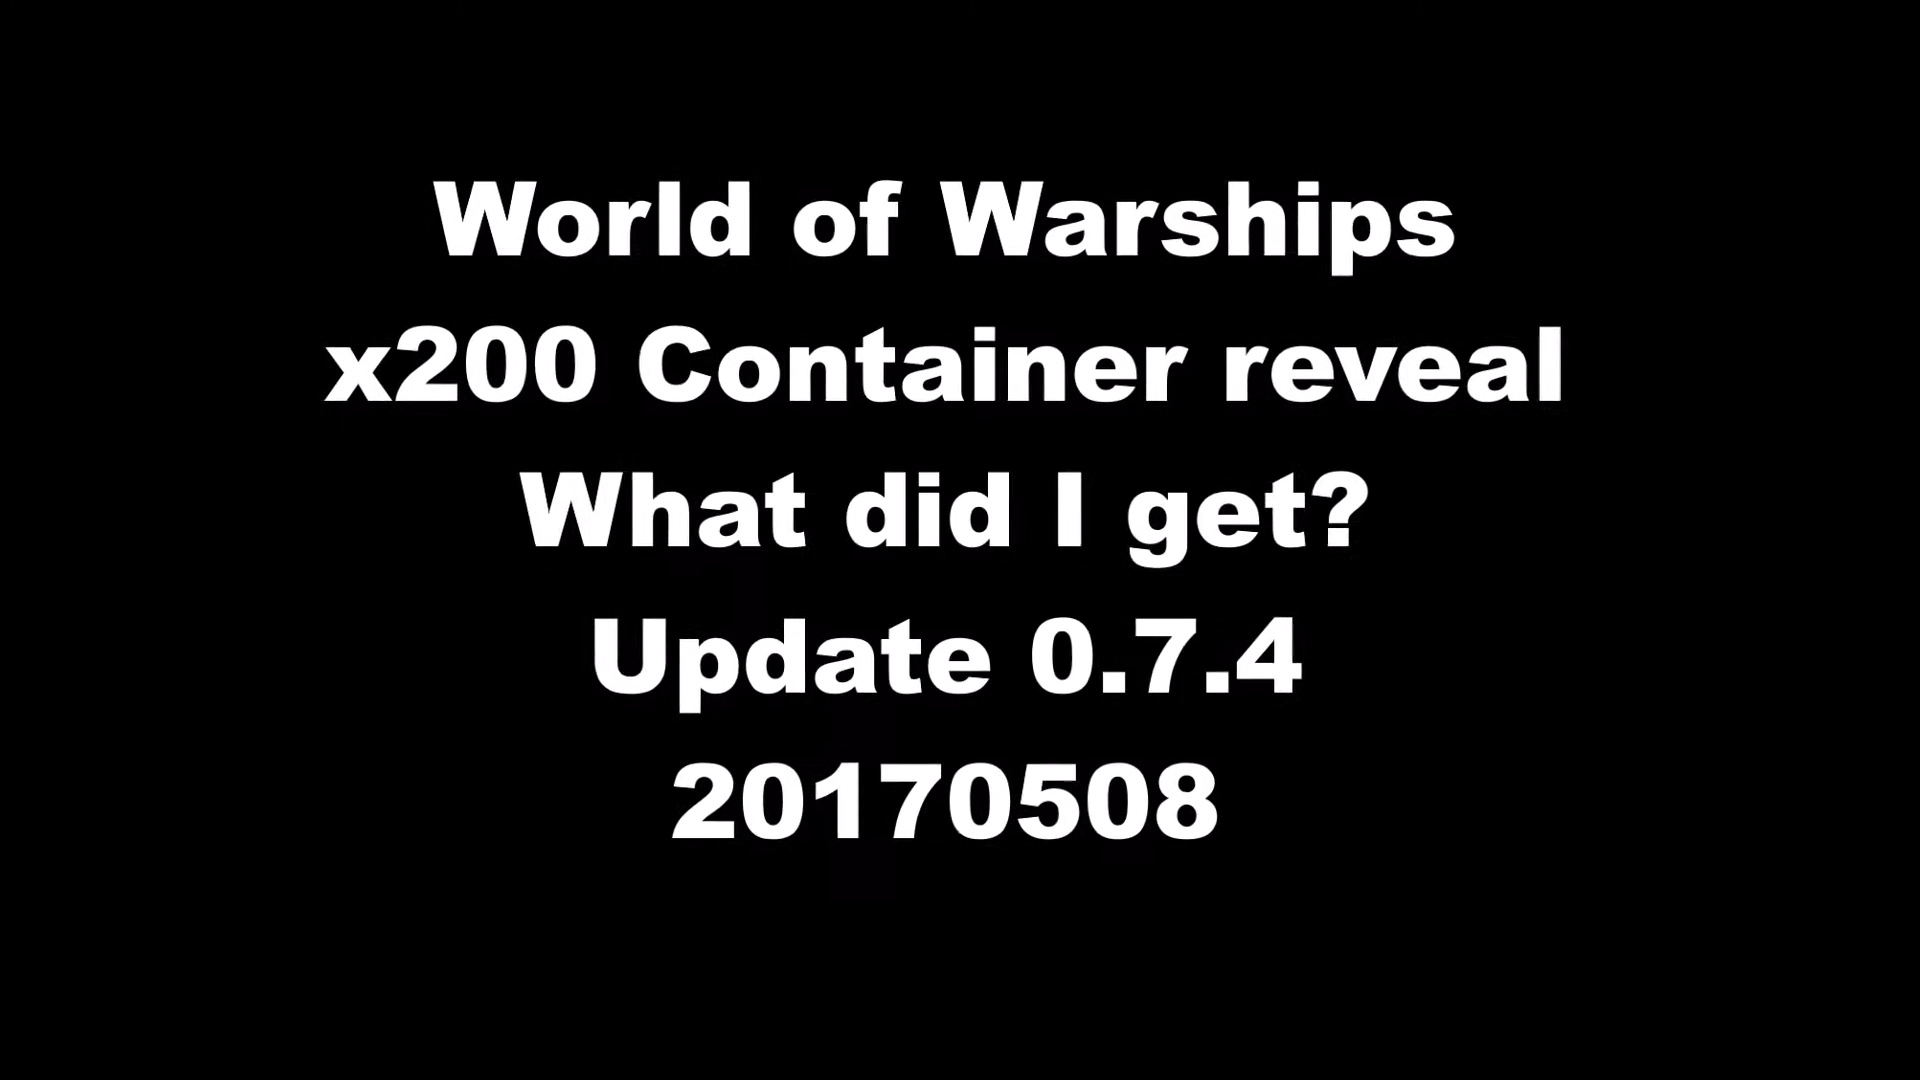 World of Warships
x200 Container reveal
What did I get?
Update 0.7.4
20170508